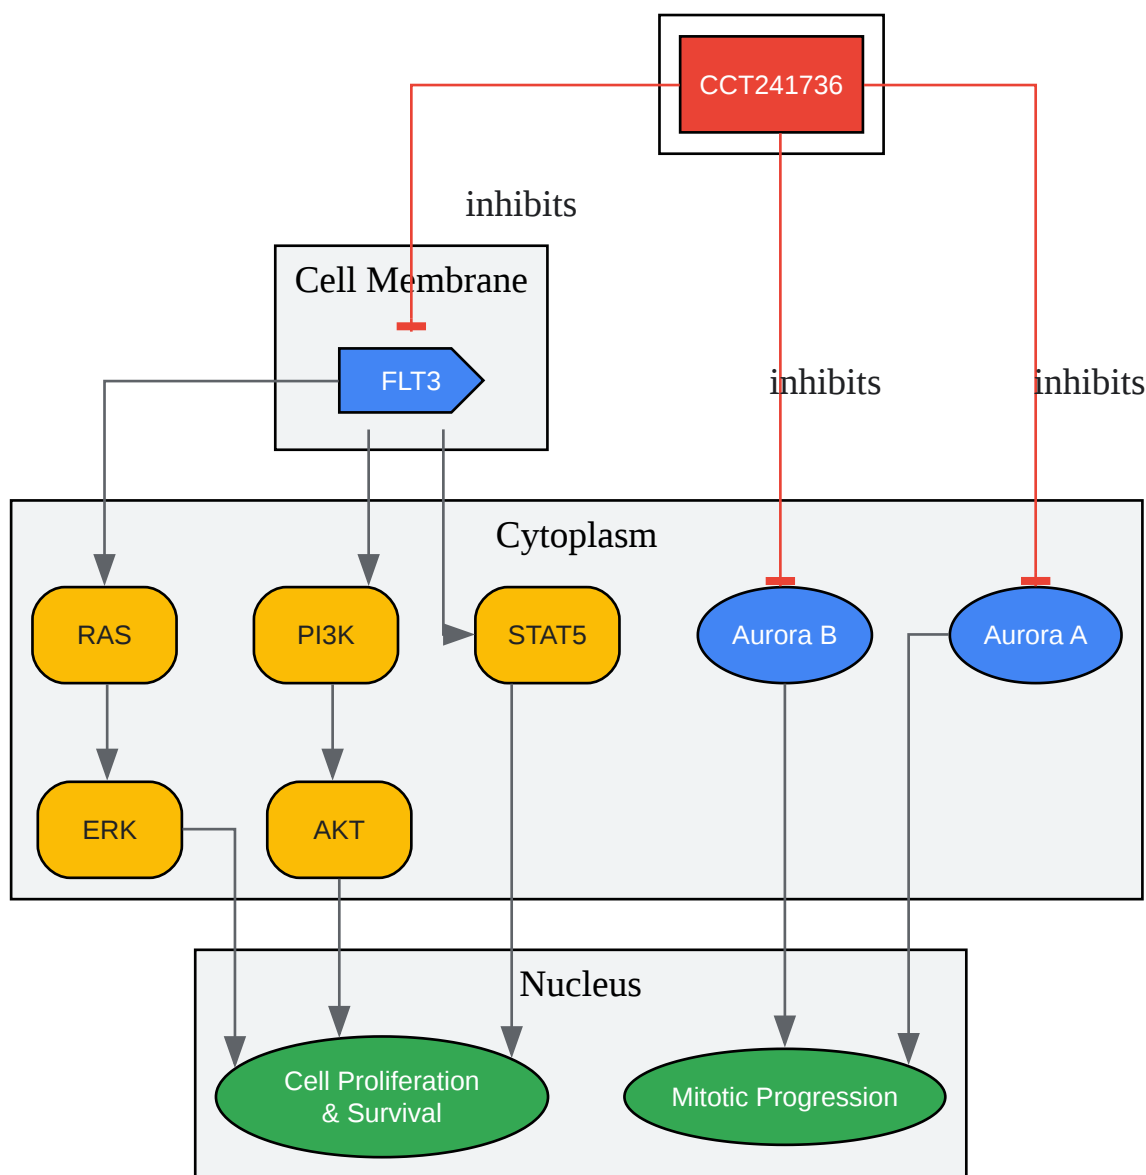 CCT241736
inhibits
Cell Membrane
FLT3
inhibits
inhibits
Cytoplasm
RAS
PI3K
STAT5
Aurora B
Aurora A
ERK
AKT
Nucleus
Cell Proliferation
& Survival
Mitotic Progression